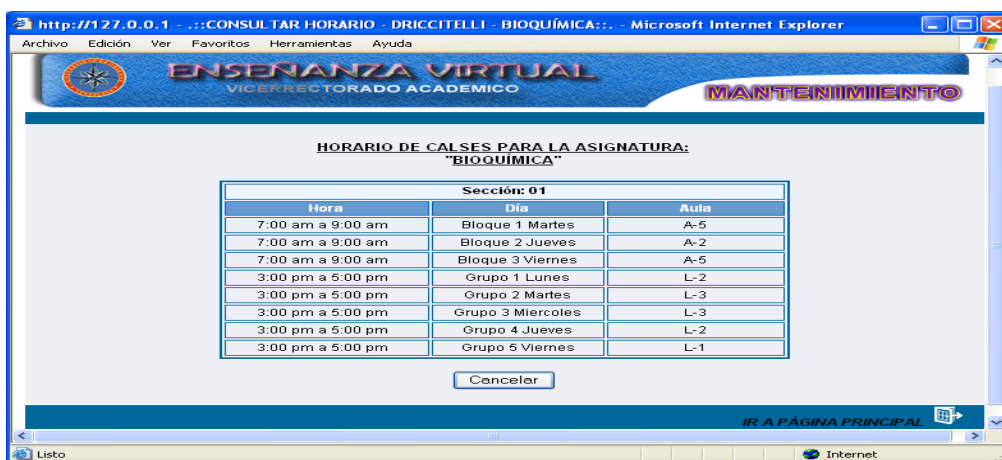 http://127.0.0.1 - .::CONSULTAR HORARIO - DRICCITELLI - BIOQUÍMICA::. - Microsoft Internet Explorer
Archivo Edición Ver Favoritos Herramientas Ayuda
ENSEÑANZA VIRTUAL
VICERRECTORADO ACADEMICO
MANTENIMIENTO
HORARIO DE CALSES PARA LA ASIGNATURA:
"BIOQUÍMICA"
Sección: 01
Hora Día Aula
7:00 am a 9:00 am Bloque 1 Martes A-5
7:00 am a 9:00 am Bloque 2 Jueves A-2
7:00 am a 9:00 am Bloque 3 Viernes A-5
3:00 pm a 5:00 pm Grupo 1 Lunes L-2
3:00 pm a 5:00 pm Grupo 2 Martes L-3
3:00 pm a 5:00 pm Grupo 3 Miercoles L-3
3:00 pm a 5:00 pm Grupo 4 Jueves L-2
3:00 pm a 5:00 pm Grupo 5 Viernes L-1
Cancelar
IR A PÁGINA PRINCIPAL
Listo Internet